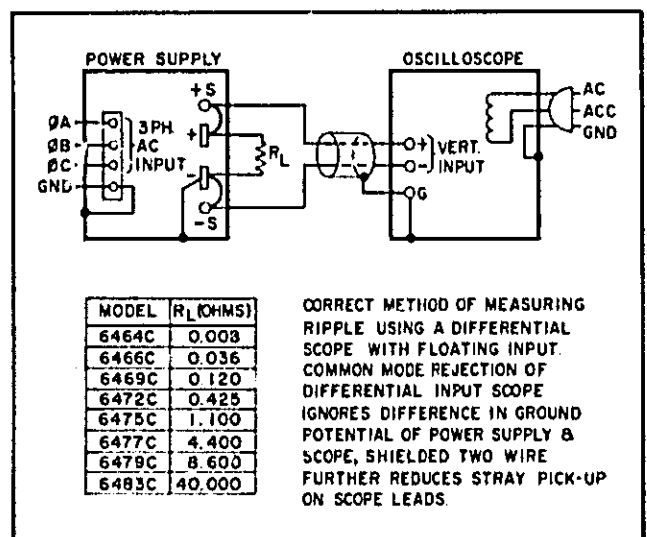 POWER SUPPLY
OSCILLOSCOPE
+S
ØA
ØB
ØC
GND
3 PH.
AC
INPUT
+
-
-S
RL
+
-
VERT.
INPUT
G
AC
ACC
GND
MODEL RL(OHMS)
6464C 0.008
6466C 0.036
6469C 0.120
6472C 0.425
6475C 1.100
6477C 4.400
6479C 8.600
6483C 40.000
CORRECT METHOD OF MEASURING
RIPPLE USING A DIFFERENTIAL
SCOPE WITH FLOATING INPUT.
COMMON MODE REJECTION OF
DIFFERENTIAL INPUT SCOPE
IGNORES DIFFERENCE IN GROUND
POTENTIAL OF POWER SUPPLY &
SCOPE, SHIELDED TWO WIRE
FURTHER REDUCES STRAY PICK-UP
ON SCOPE LEADS.